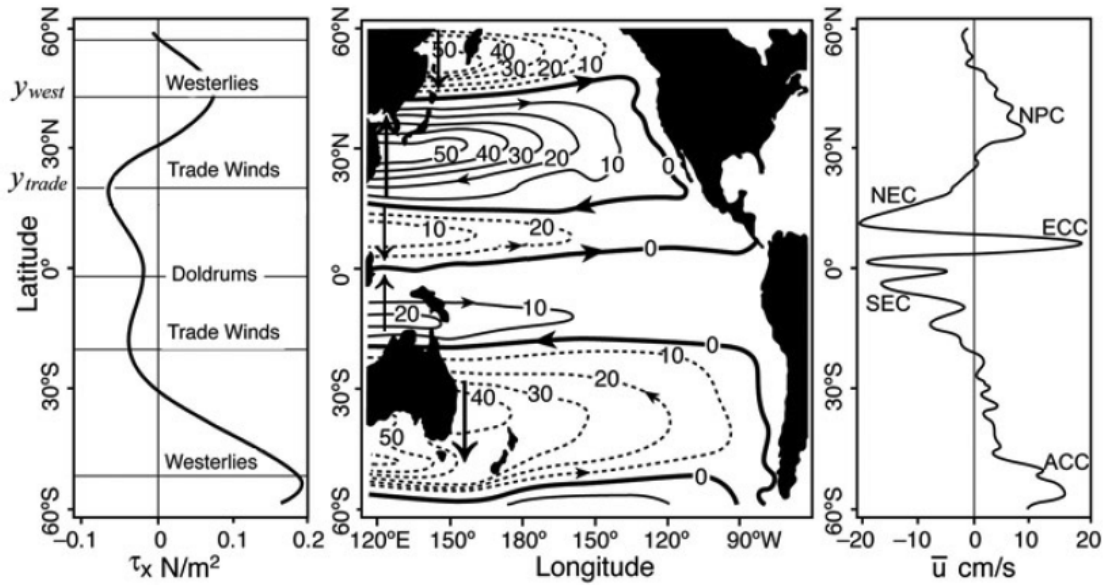 60°N
30°N
0°
30°S
60°S
Latitude
y_west
y_trade
Westerlies
Trade Winds
Doldrums
Trade Winds
Westerlies
−0.1 0 0.1 0.2
τx N/m²
60°N
30°N
0°
30°S
60°S
50 40 30 20 10
50 40 30 20 10 0
10 20
0
20 10
0
10
20
30
40
50
0
120°E 150° 180° 150° 120° 90°W
Longitude
60°N
30°N
0°
30°S
60°S
NPC
NEC
ECC
SEC
ACC
−20 −10 0 10 20
u̅ cm/s